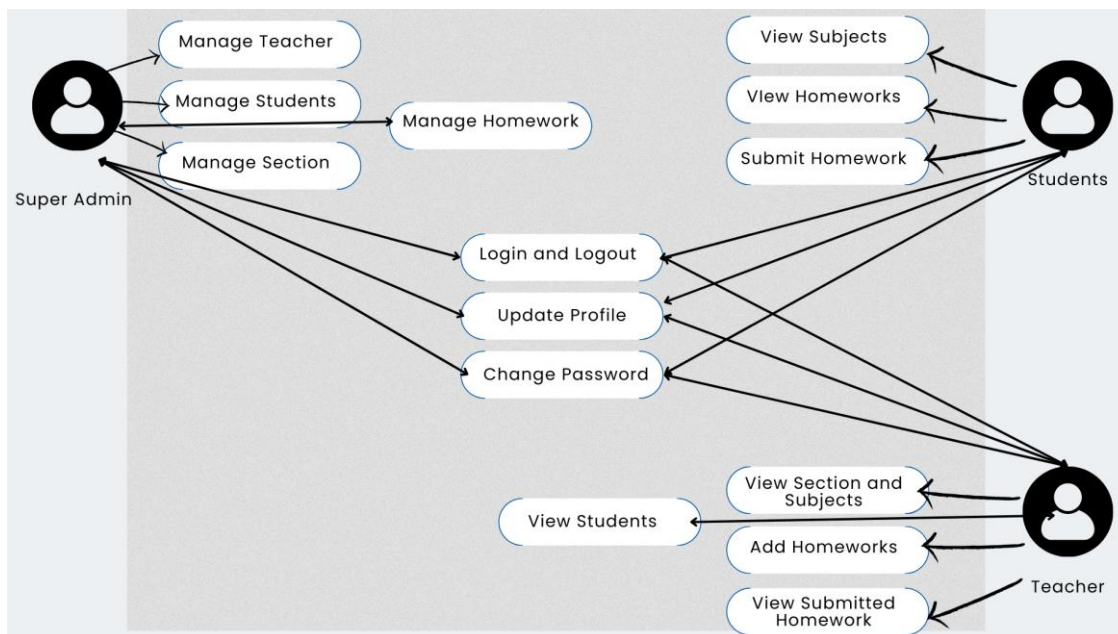 Manage Teacher
Manage Students
Manage Homework
Manage Section
Super Admin
View Subjects
VIew Homeworks
Submit Homework
Students
Login and Logout
Update Profile
Change Password
View Section and
Subjects
View Students
Add Homeworks
View Submitted
Homework
Teacher